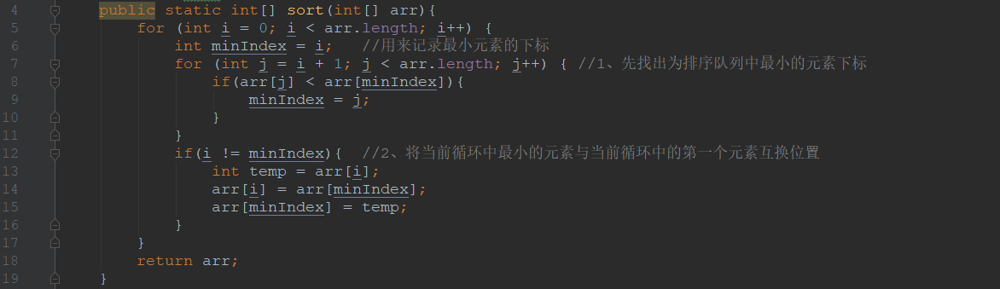 4 public static int[] sort(int[] arr){
5 for (int i = 0; i < arr.length; i++) {
6 int minIndex = i; //用来记录最小元素的下标
7 for (int j = i + 1; j < arr.length; j++) { //1、先找出为排序队列中最小的元素下标
8 if(arr[j] < arr[minIndex]){
9 minIndex = j;
10 }
11 }
12 if(i != minIndex){ //2、将当前循环中最小的元素与当前循环中的第一个元素互换位置
13 int temp = arr[i];
14 arr[i] = arr[minIndex];
15 arr[minIndex] = temp;
16 }
17 }
18 return arr;
19 }